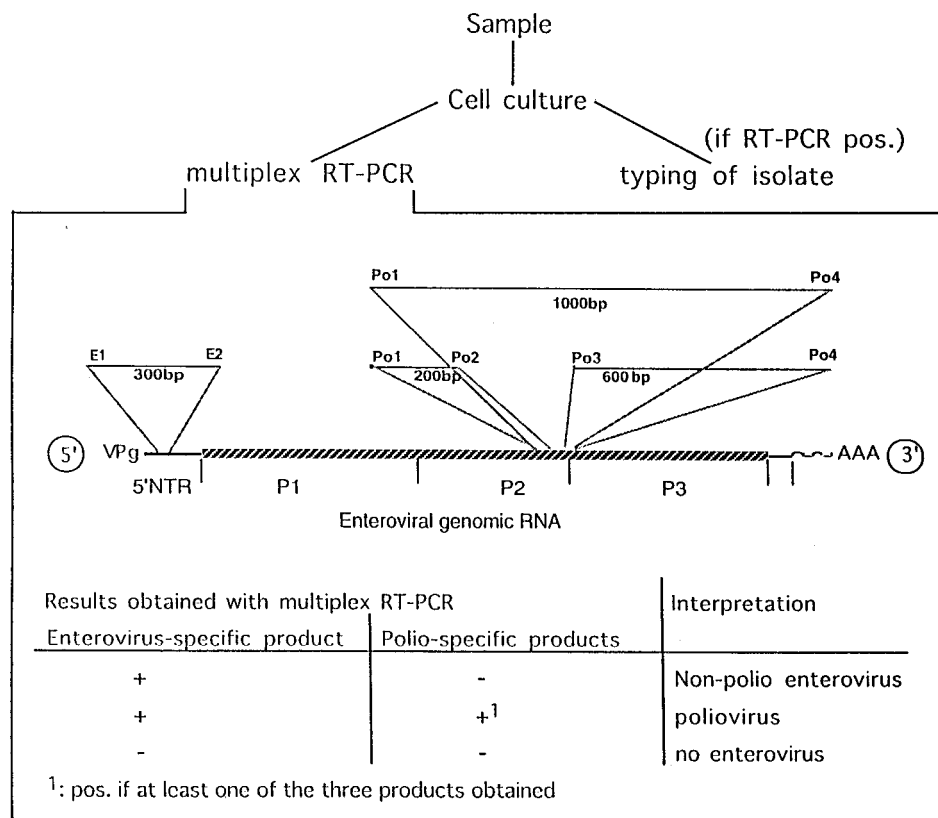 Sample
Cell culture
(if RT-PCR pos.)
multiplex RT-PCR
typing of isolate
Po1 Po4
1000bp
E1 E2 Po1 Po2 Po3 Po4
300bp 200bp 600bp
5' VPg AAA 3'
5'NTR P1 P2 P3
Enteroviral genomic RNA
Results obtained with multiplex RT-PCR Interpretation
Enterovirus-specific product Polio-specific products
+ - Non-polio enterovirus
+ +1 poliovirus
- - no enterovirus
1: pos. if at least one of the three products obtained